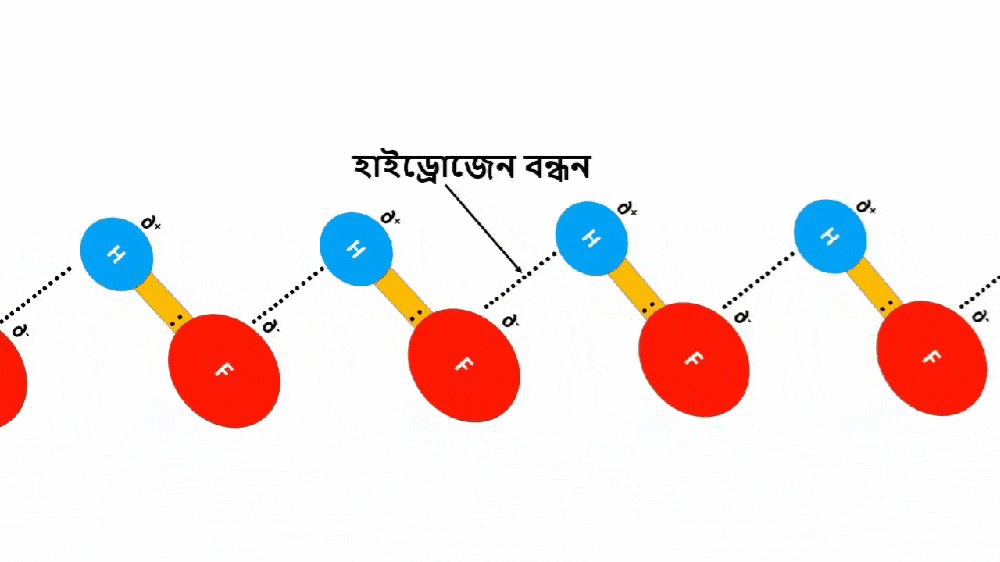 হাইড্রোজেন বন্ধন
H ∂+ H ∂+ H ∂+ H ∂+
∂- ∂- ∂- ∂- ∂-
F F F F